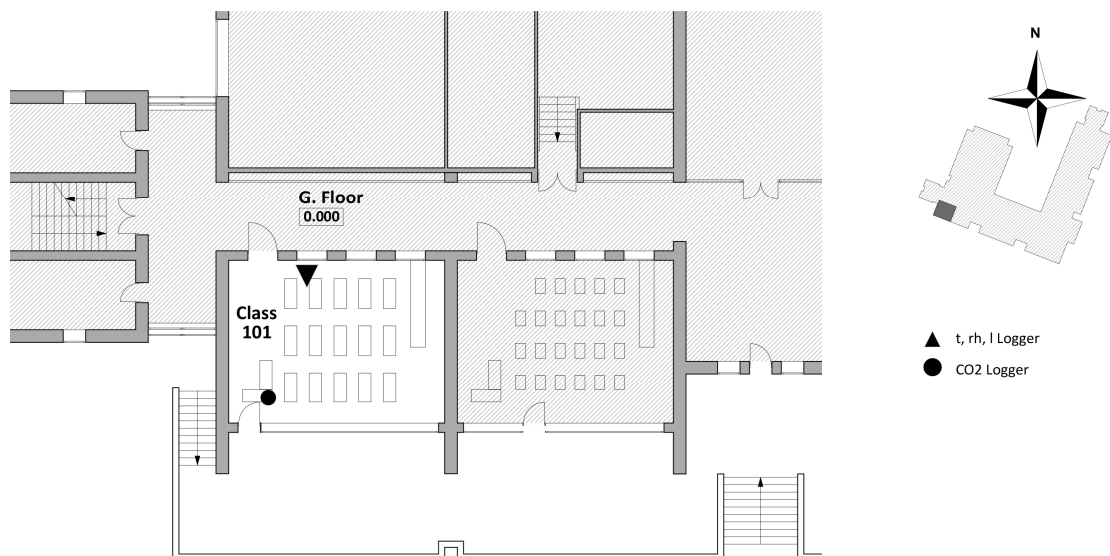 G. Floor
0.000
Class
101
N
t, rh, l Logger
CO2 Logger